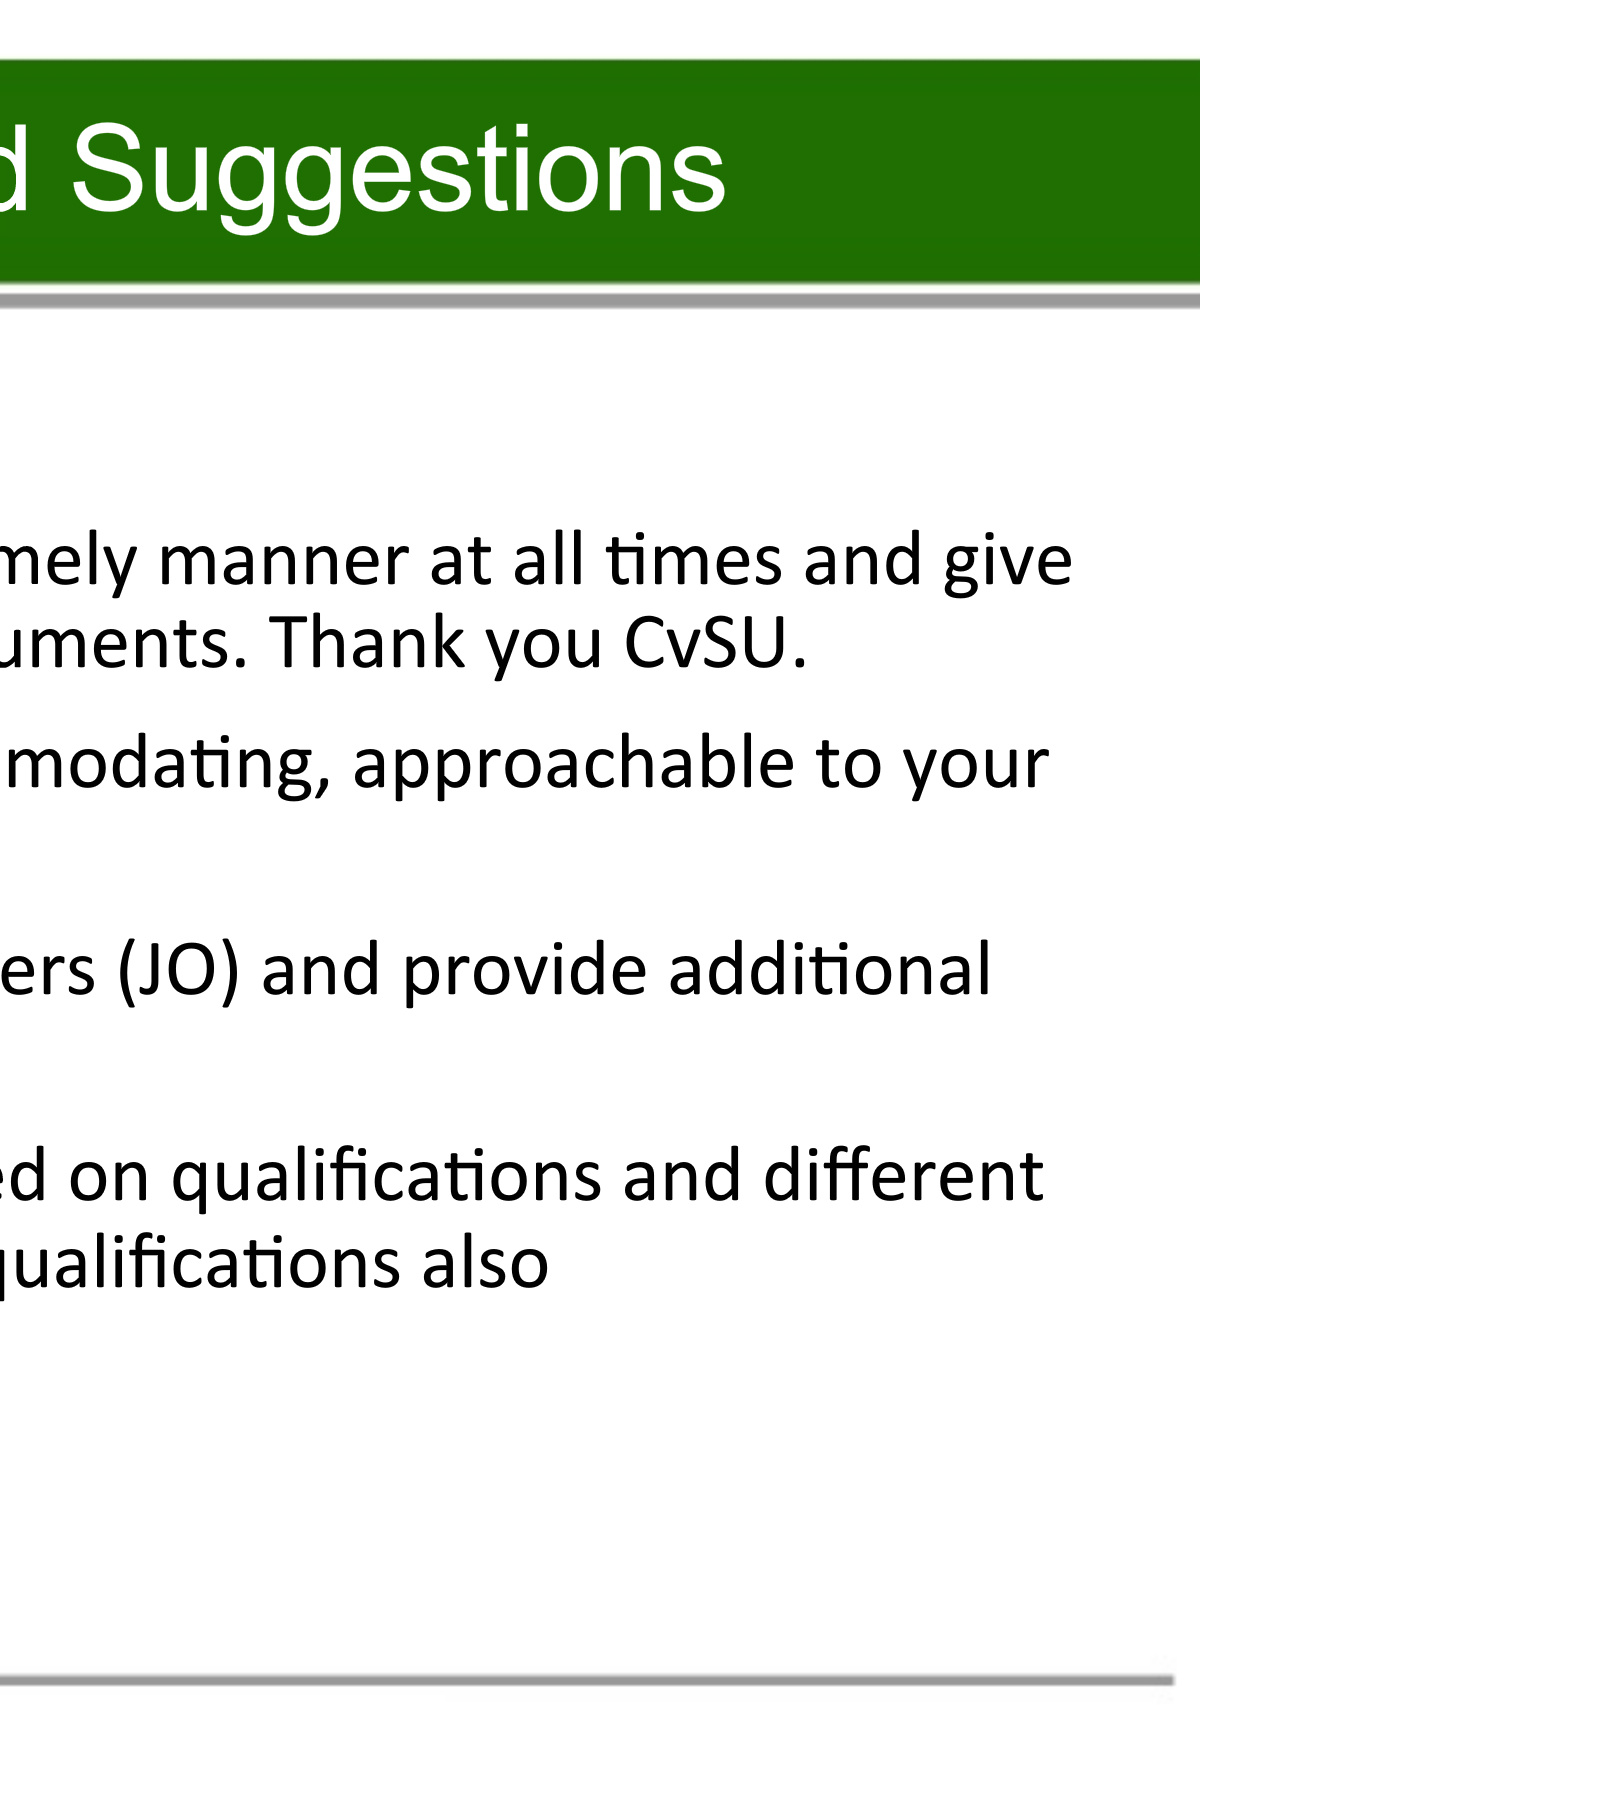 d Suggestions
mely manner at all times and give
uments. Thank you CvSU.
modating, approachable to your
ers (JO) and provide additional
ed on qualifications and different
qualifications also